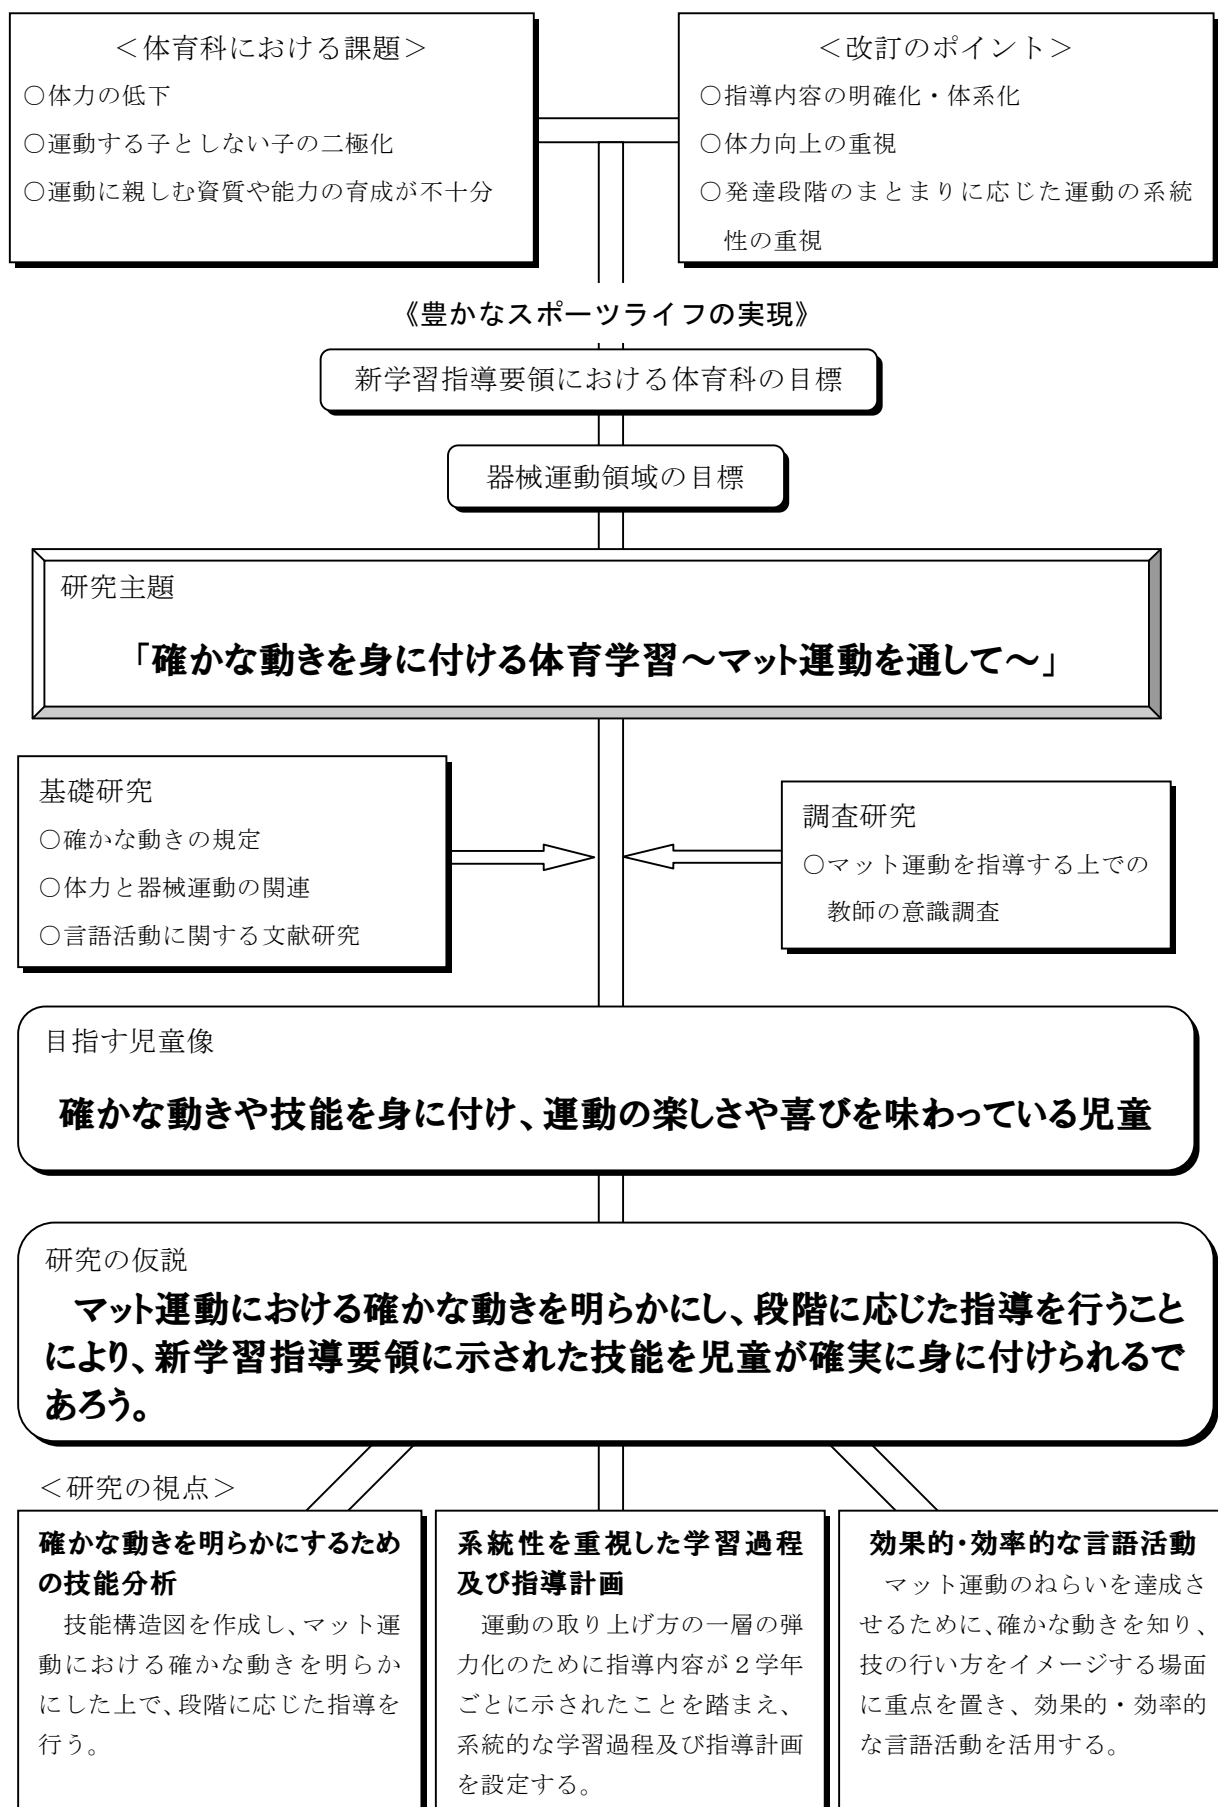 ＜体育科における課題＞
○体力の低下
○運動する子としない子の二極化
○運動に親しむ資質や能力の育成が不十分
＜改訂のポイント＞
○指導内容の明確化・体系化
○体力向上の重視
○発達段階のまとまりに応じた運動の系統
性の重視
《豊かなスポーツライフの実現》
新学習指導要領における体育科の目標
器械運動領域の目標
研究主題
「確かな動きを身に付ける体育学習～マット運動を通して～」
基礎研究
○確かな動きの規定
○体力と器械運動の関連
○言語活動に関する文献研究
調査研究
○マット運動を指導する上での
教師の意識調査
目指す児童像
確かな動きや技能を身に付け、運動の楽しさや喜びを味わっている児童
研究の仮説
マット運動における確かな動きを明らかにし、段階に応じた指導を行うこと
により、新学習指導要領に示された技能を児童が確実に身に付けられるで
あろう。
＜研究の視点＞
確かな動きを明らかにするため
の技能分析
技能構造図を作成し、マット運
動における確かな動きを明らか
にした上で、段階に応じた指導を
行う。
系統性を重視した学習過程
及び指導計画
運動の取り上げ方の一層の弾
力化のために指導内容が２学年
ごとに示されたことを踏まえ、
系統的な学習過程及び指導計画
を設定する。
効果的・効率的な言語活動
マット運動のねらいを達成さ
せるために、確かな動きを知り、
技の行い方をイメージする場面
に重点を置き、効果的・効率的
な言語活動を活用する。